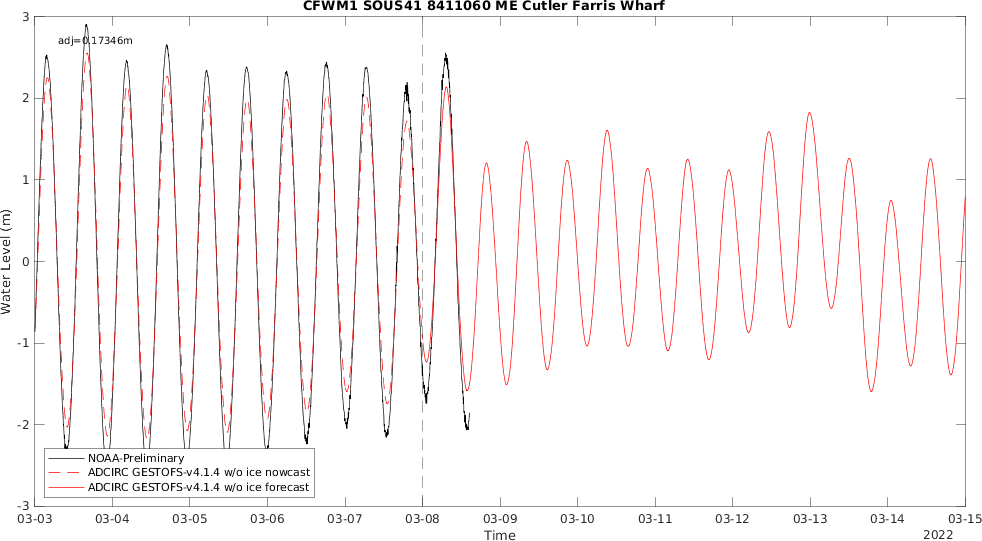 CFWM1 SOUS41 8411060 ME Cutler Farris Wharf
adj=0.17346m
Water Level (m)
3
2
1
0
-1
-2
-3
NOAA-Preliminary
ADCIRC GESTOFS-v4.1.4 w/o ice nowcast
ADCIRC GESTOFS-v4.1.4 w/o ice forecast
03-03 03-04 03-05 03-06 03-07 03-08 03-09 03-10 03-11 03-12 03-13 03-14 03-15
Time
2022